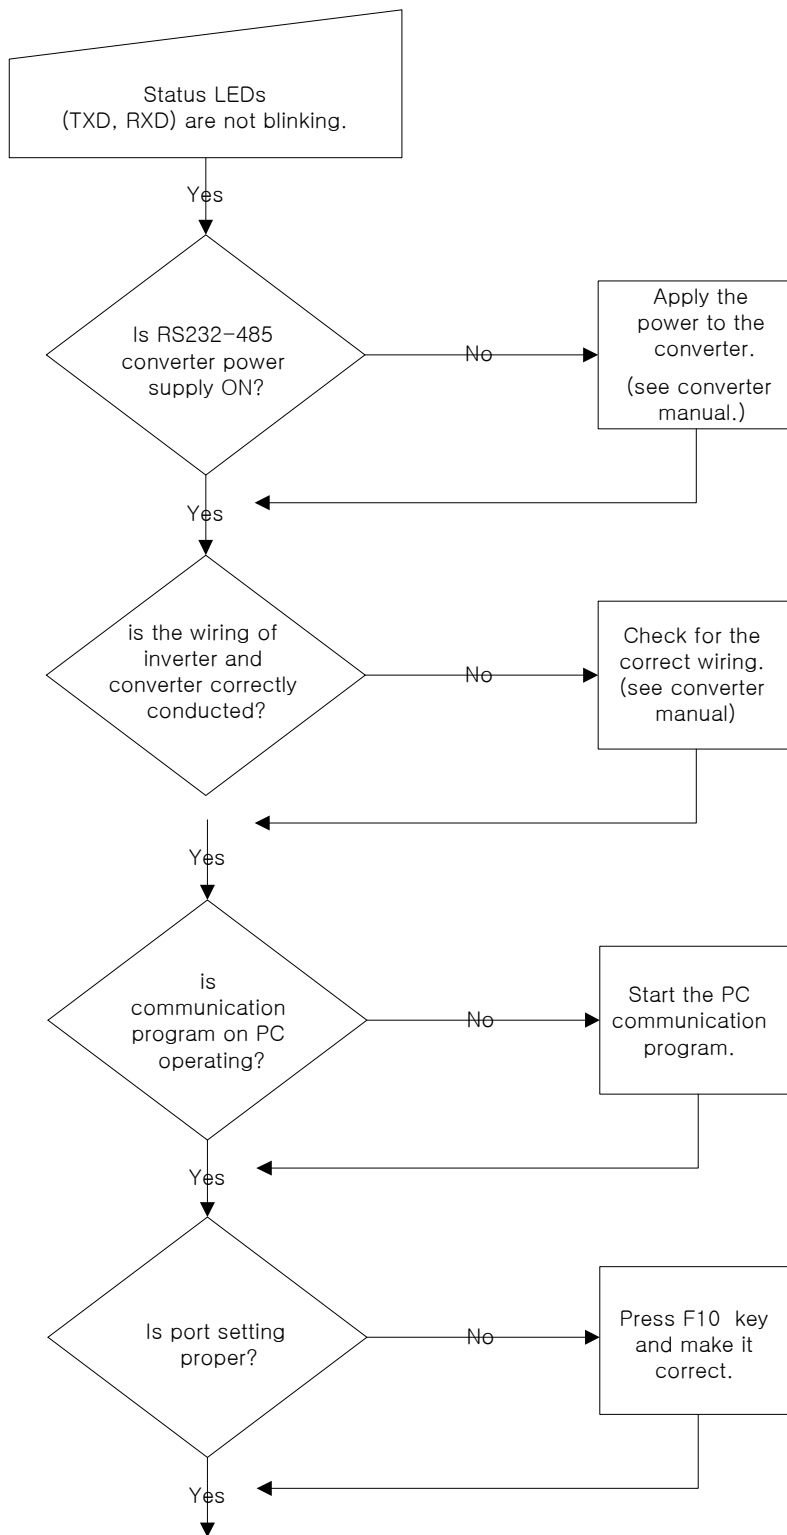 Status LEDs
(TXD, RXD) are not blinking.
Yes
Is RS232-485
converter power
supply ON?
No
Apply the
power to the
converter.
(see converter
manual.)
Yes
is the wiring of
inverter and
converter correctly
conducted?
No
Check for the
correct wiring.
(see converter
manual)
Yes
is
communication
program on PC
operating?
No
Start the PC
communication
program.
Yes
Is port setting
proper?
No
Press F10 key
and make it
correct.
Yes